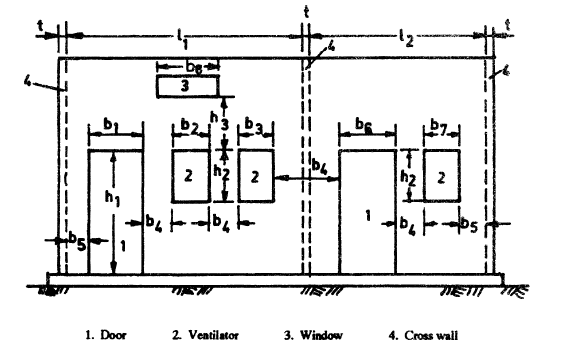 t t t
l₁ l₂
4 b₈ 4 4
3
b₁ b₂ h₃ b₃ b₆ b₇
h₁ 2 h₂ 2 b₄ h₂ 2
b₅ 1 b₄ b₄ 1 b₄ b₅
1. Door 2. Ventilator 3. Window 4. Cross wall